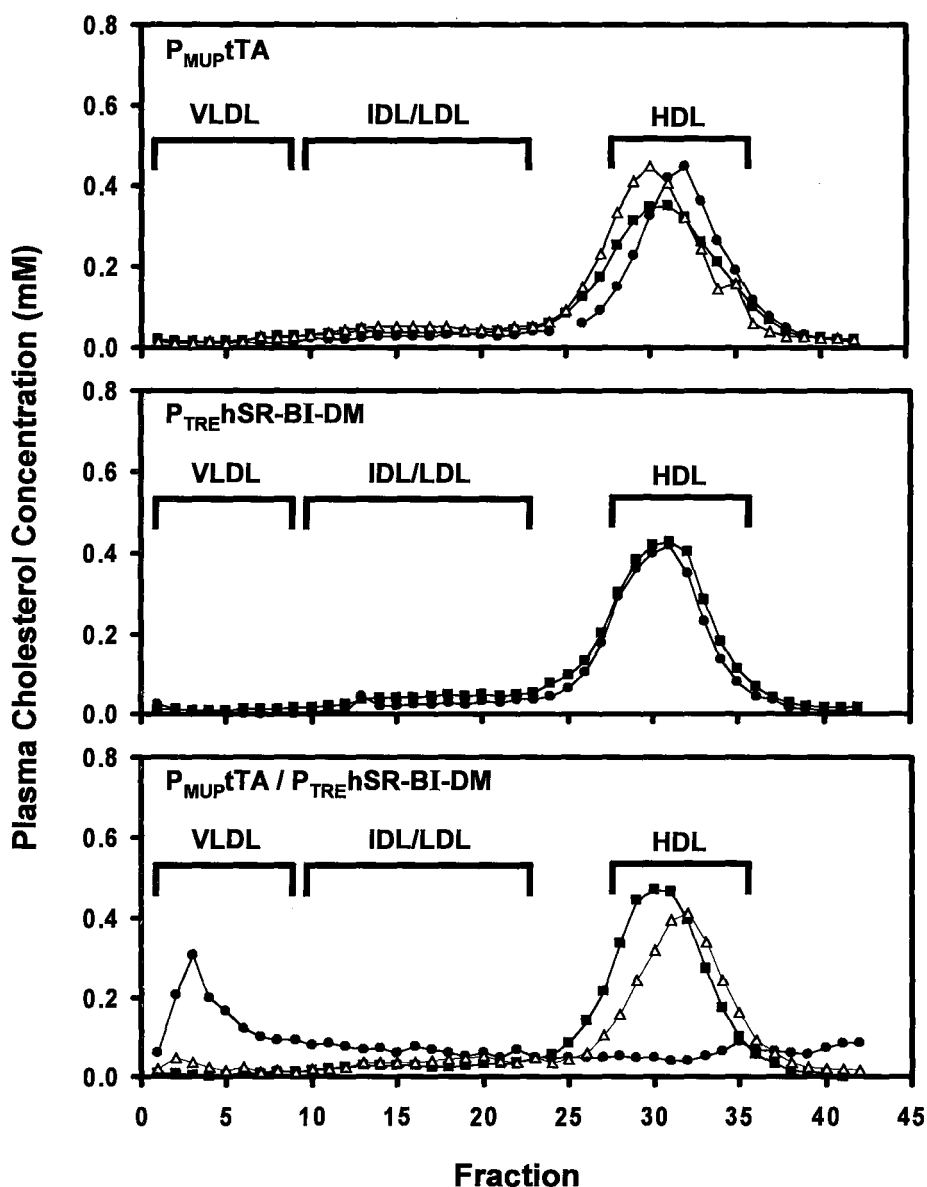 Plasma Cholesterol Concentration (mM)
0.8
0.6
0.4
0.2
0.0
PMUPtTA
VLDL
IDL/LDL
HDL
0.8
0.6
0.4
0.2
0.0
PTREhSR-BI-DM
VLDL
IDL/LDL
HDL
0.8
0.6
0.4
0.2
0.0
PMUPtTA / PTREhSR-BI-DM
VLDL
IDL/LDL
HDL
0 5 10 15 20 25 30 35 40 45
Fraction